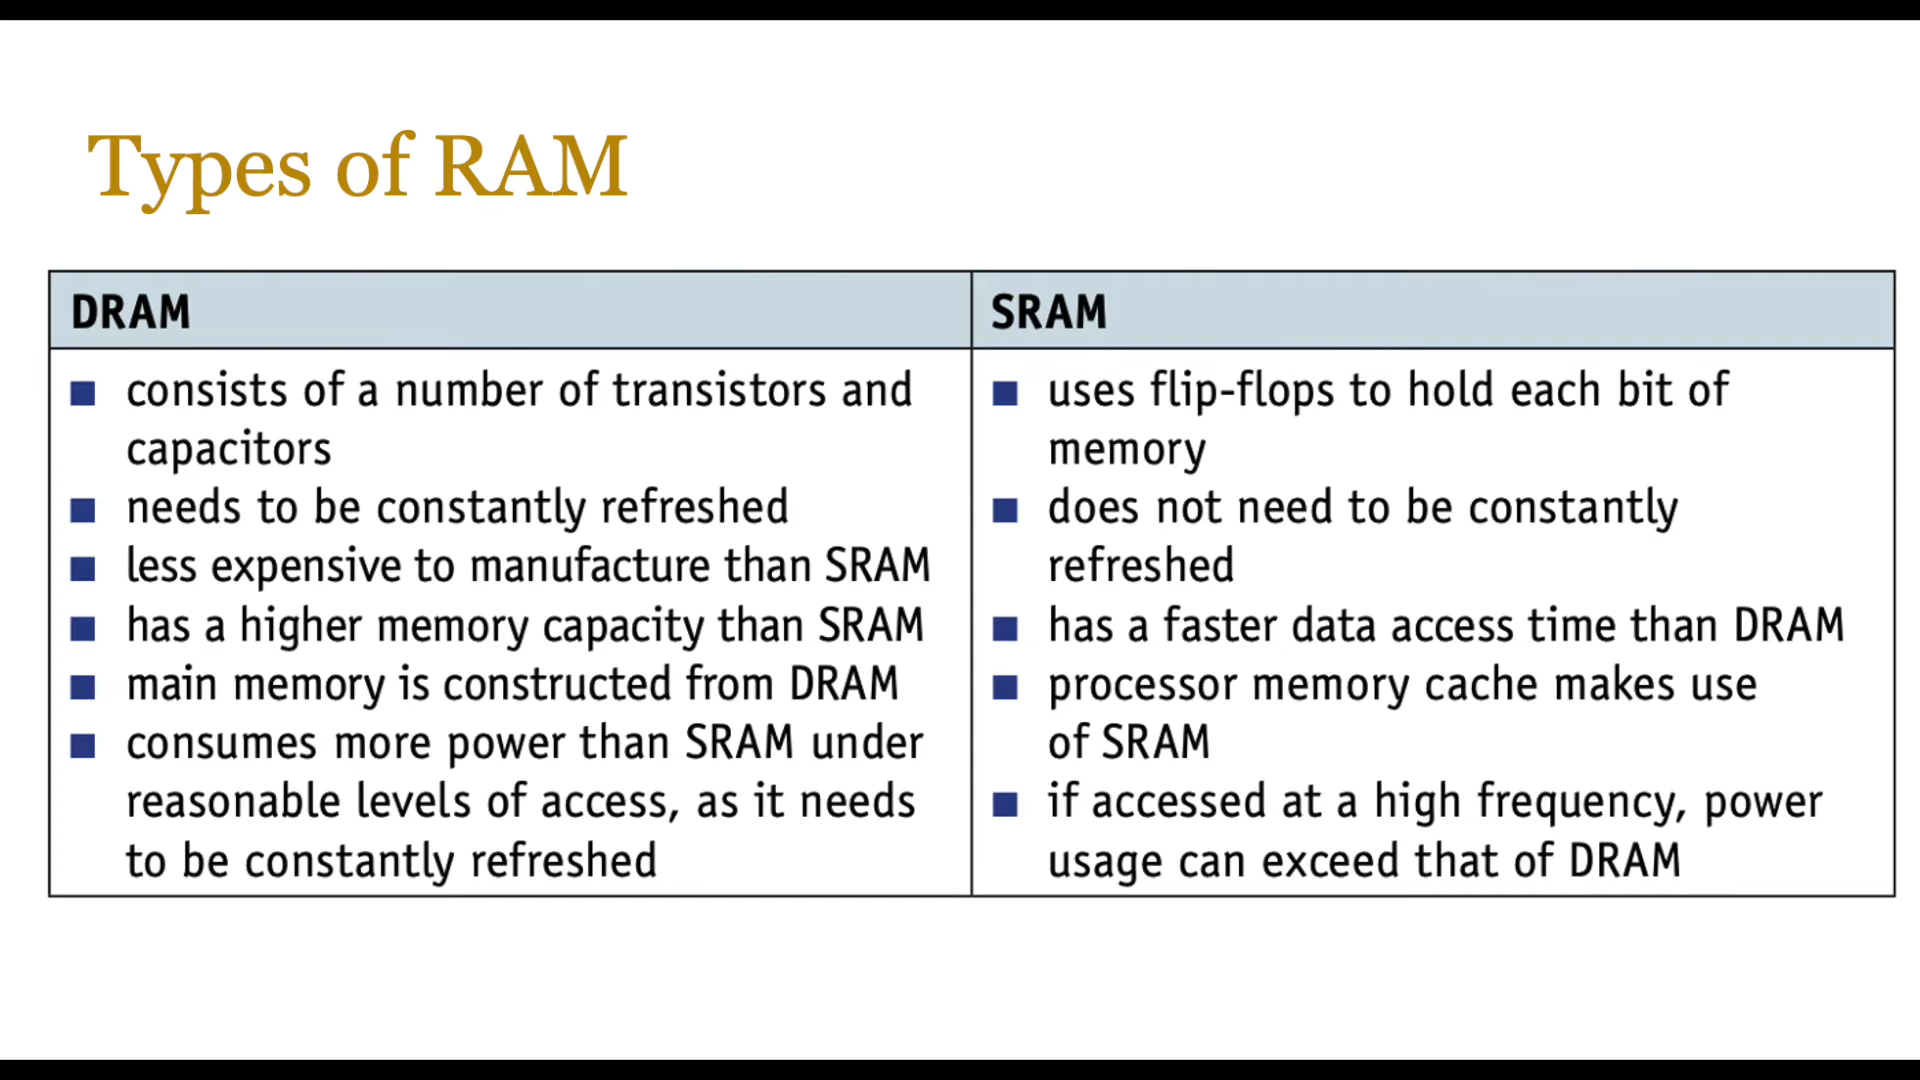 Types of RAM
DRAM
consists of a number of transistors and
capacitors
needs to be constantly refreshed
less expensive to manufacture than SRAM
has a higher memory capacity than SRAM
main memory is constructed from DRAM
consumes more power than SRAM under
reasonable levels of access, as it needs
to be constantly refreshed
SRAM
uses flip-flops to hold each bit of
memory
does not need to be constantly
refreshed
has a faster data access time than DRAM
processor memory cache makes use
of SRAM
if accessed at a high frequency, power
usage can exceed that of DRAM